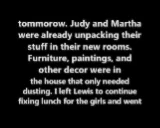 tommorow. Judy and Martha
were already unpacking their
stuff in their new rooms.
Furniture, paintings, and
other decor were in
the house that only needed
dusting. I left Lewis to continue
fixing lunch for the girls and went